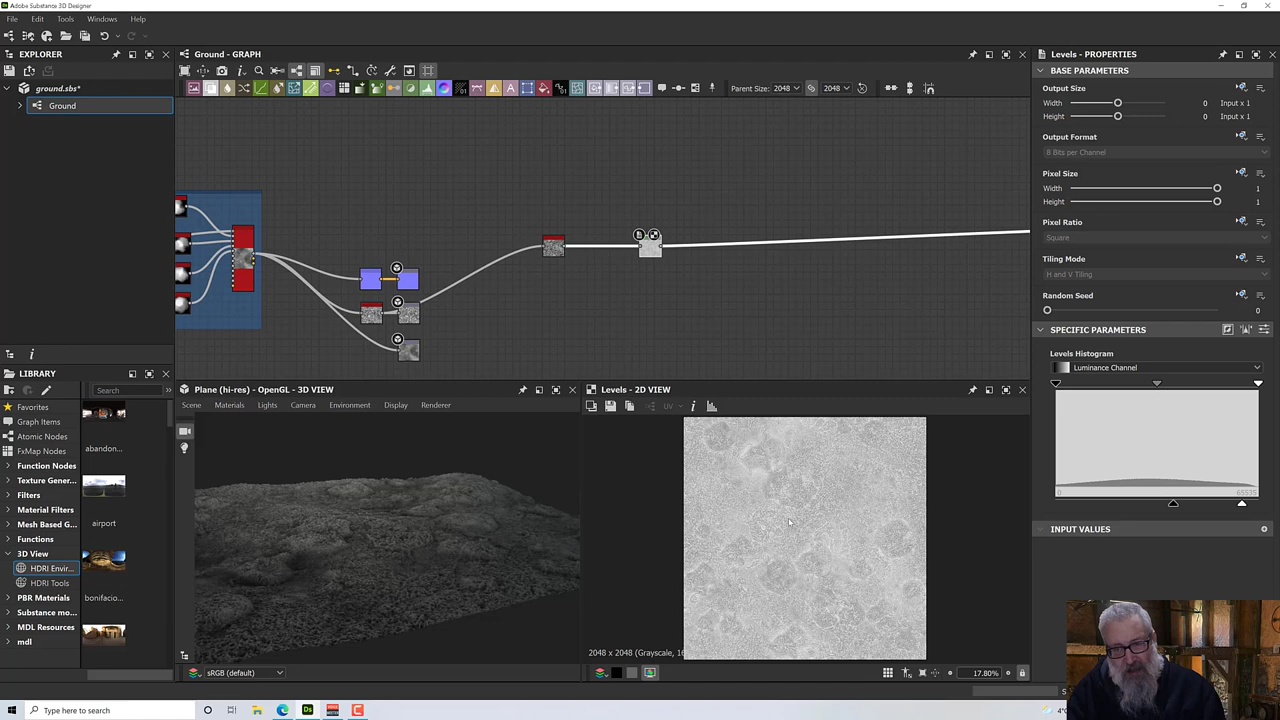 Adobe Substance 3D Designer
File Edit Tools Windows Help
EXPLORER
ground.sbs*
Ground
Ground - GRAPH
Parent Size: 2048 2048
LIBRARY
Search
Favorites
Graph Items
Atomic Nodes
FxMap Nodes
Function Nodes
Texture Gener...
Filters
Material Filters
Mesh Based G...
Functions
3D View
HDRI Envir...
HDRI Tools
PBR Materials
Substance mo...
MDL Resources
mdl
abandon...
airport
bonifacio...
Plane (hi-res) - OpenGL - 3D VIEW
Scene Materials Lights Camera Environment Display Renderer
sRGB (default)
Levels - 2D VIEW
UV
2048 x 2048 (Grayscale, 16
17.80%
Levels - PROPERTIES
BASE PARAMETERS
Output Size
Width 0 Input x 1
Height 0 Input x 1
Output Format
8 Bits per Channel
Pixel Size
Width 1
Height 1
Pixel Ratio
Square
Tiling Mode
H and V Tiling
Random Seed
0
SPECIFIC PARAMETERS
Levels Histogram
Luminance Channel
0 65535
INPUT VALUES
Type here to search
Ds
4°